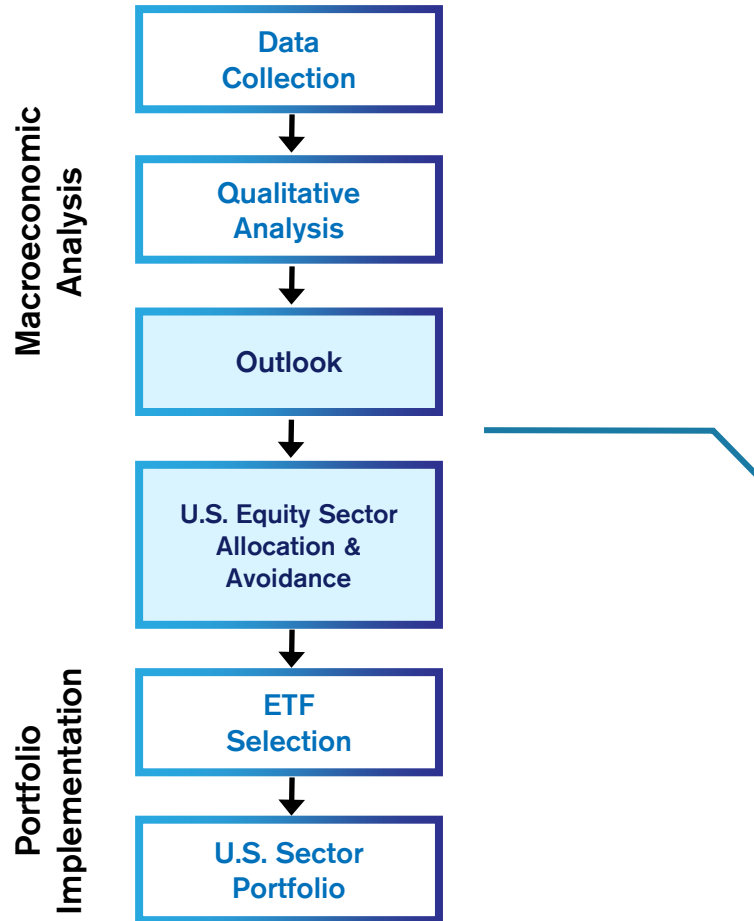 Macroeconomic
Analysis
Data
Collection
Qualitative
Analysis
Outlook
U.S. Equity Sector
Allocation &
Avoidance
Portfolio
Implementation
ETF
Selection
U.S. Sector
Portfolio